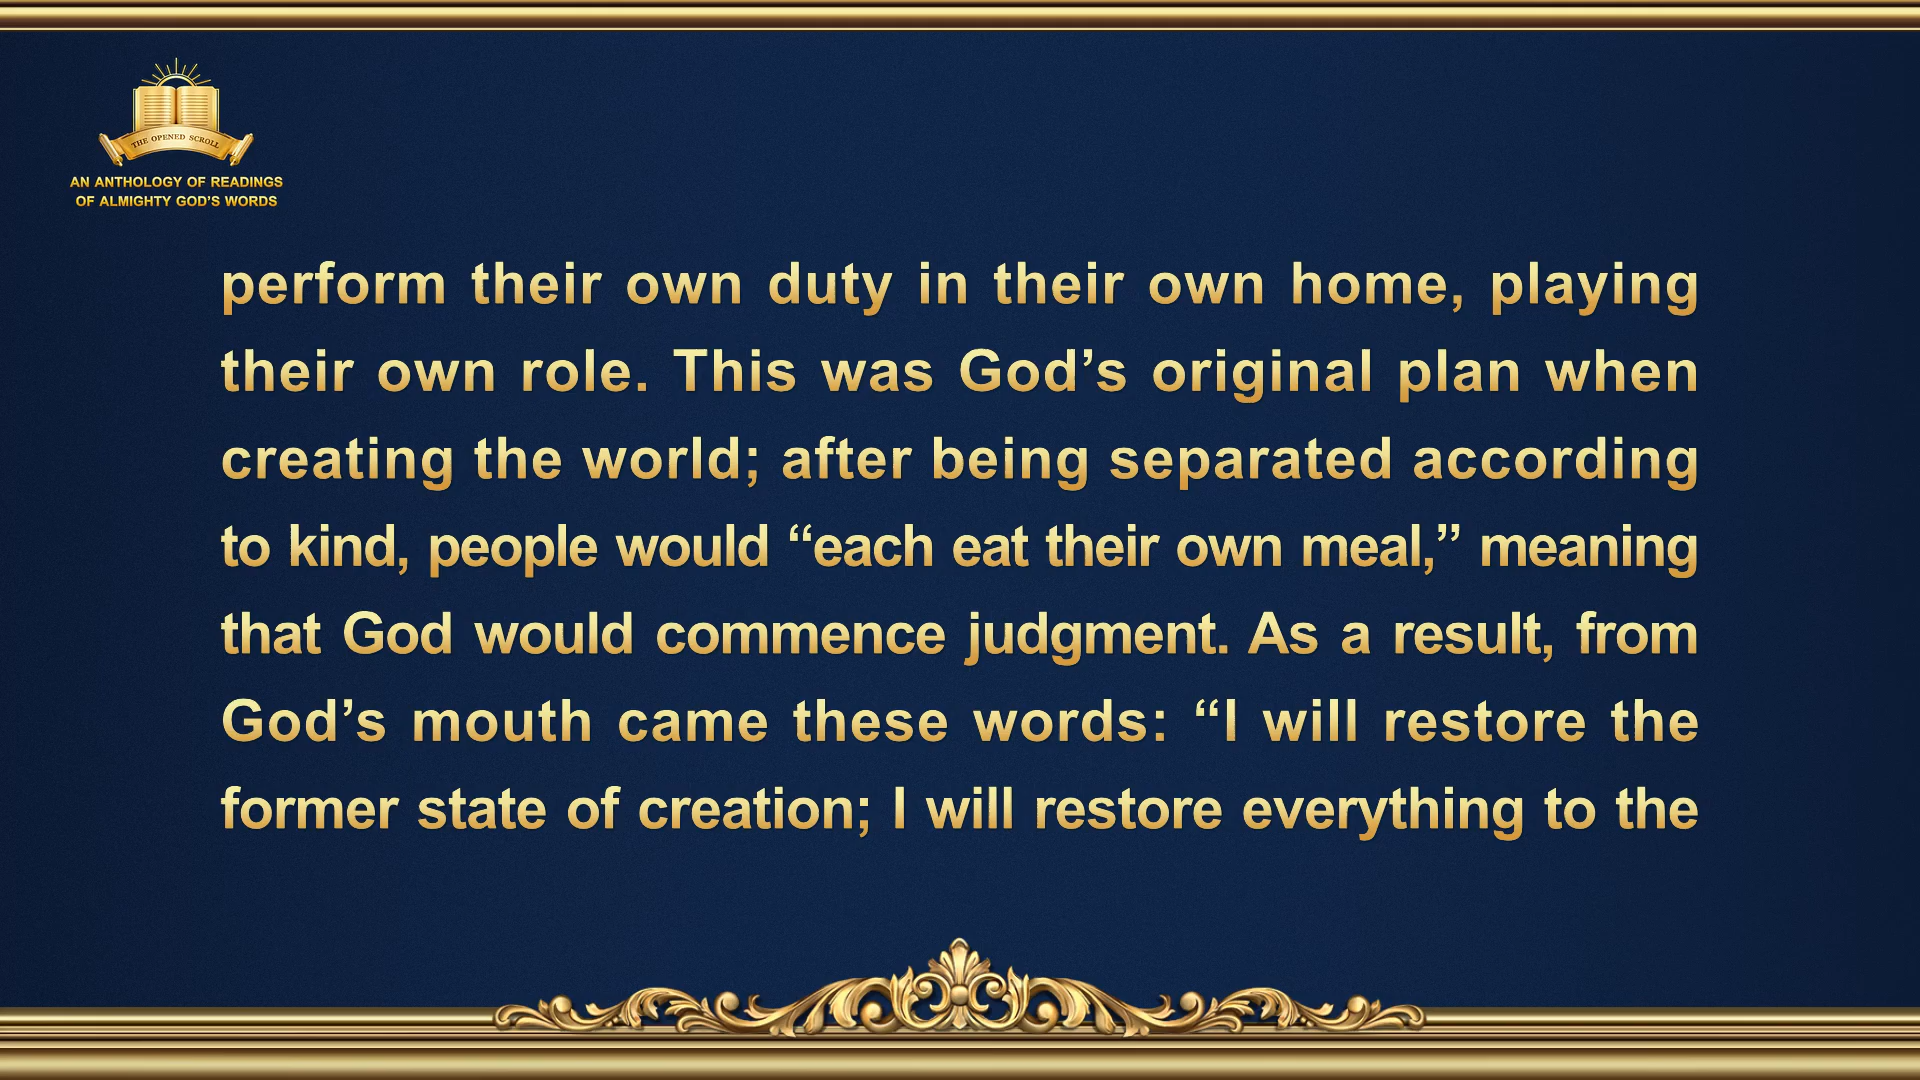 THE OPENED SCROLL
AN ANTHOLOGY OF READINGS
OF ALMIGHTY GOD’S WORDS
perform their own duty in their own home, playing
their own role. This was God’s original plan when
creating the world; after being separated according
to kind, people would “each eat their own meal,” meaning
that God would commence judgment. As a result, from
God’s mouth came these words: “I will restore the
former state of creation; I will restore everything to the